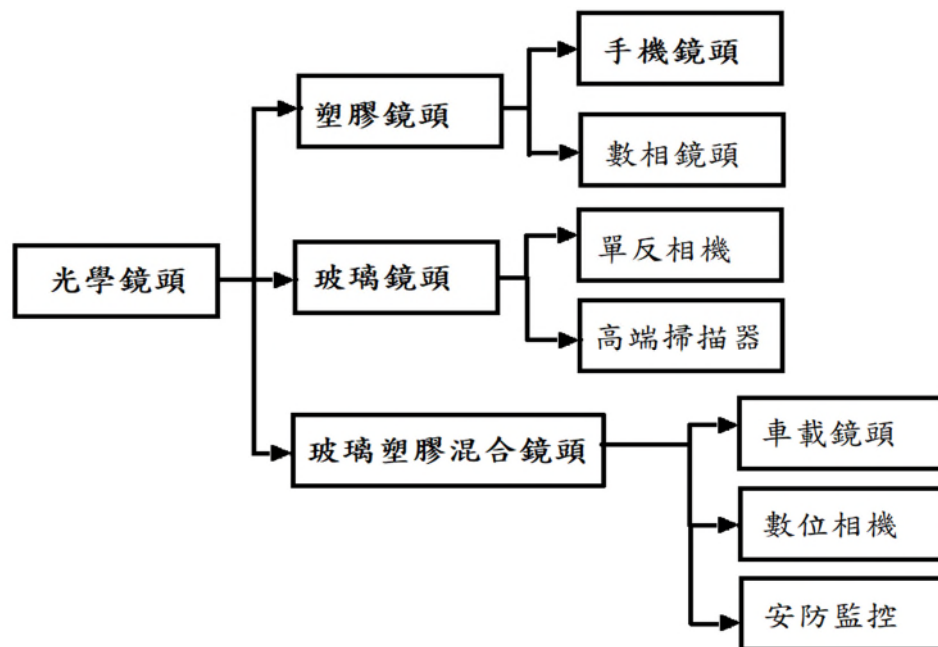 光學鏡頭
塑膠鏡頭
手機鏡頭
數相鏡頭
玻璃鏡頭
單反相機
高端掃描器
玻璃塑膠混合鏡頭
車載鏡頭
數位相機
安防監控